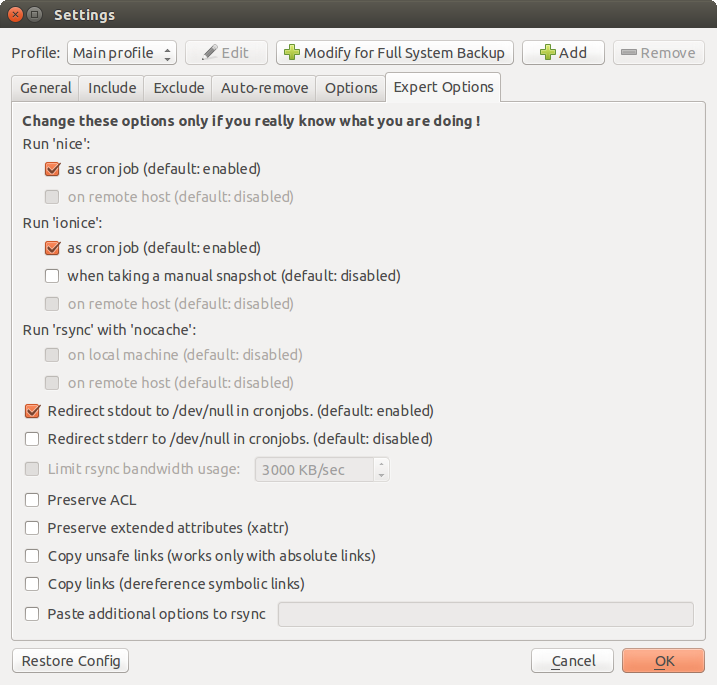 Settings
Profile: Main profile Edit Modify for Full System Backup Add Remove
General Include Exclude Auto-remove Options Expert Options
Change these options only if you really know what you are doing !
Run 'nice':
as cron job (default: enabled)
on remote host (default: disabled)
Run 'ionice':
as cron job (default: enabled)
when taking a manual snapshot (default: disabled)
on remote host (default: disabled)
Run 'rsync' with 'nocache':
on local machine (default: disabled)
on remote host (default: disabled)
Redirect stdout to /dev/null in cronjobs. (default: enabled)
Redirect stderr to /dev/null in cronjobs. (default: disabled)
Limit rsync bandwidth usage: 3000 KB/sec
Preserve ACL
Preserve extended attributes (xattr)
Copy unsafe links (works only with absolute links)
Copy links (dereference symbolic links)
Paste additional options to rsync
Restore Config Cancel OK